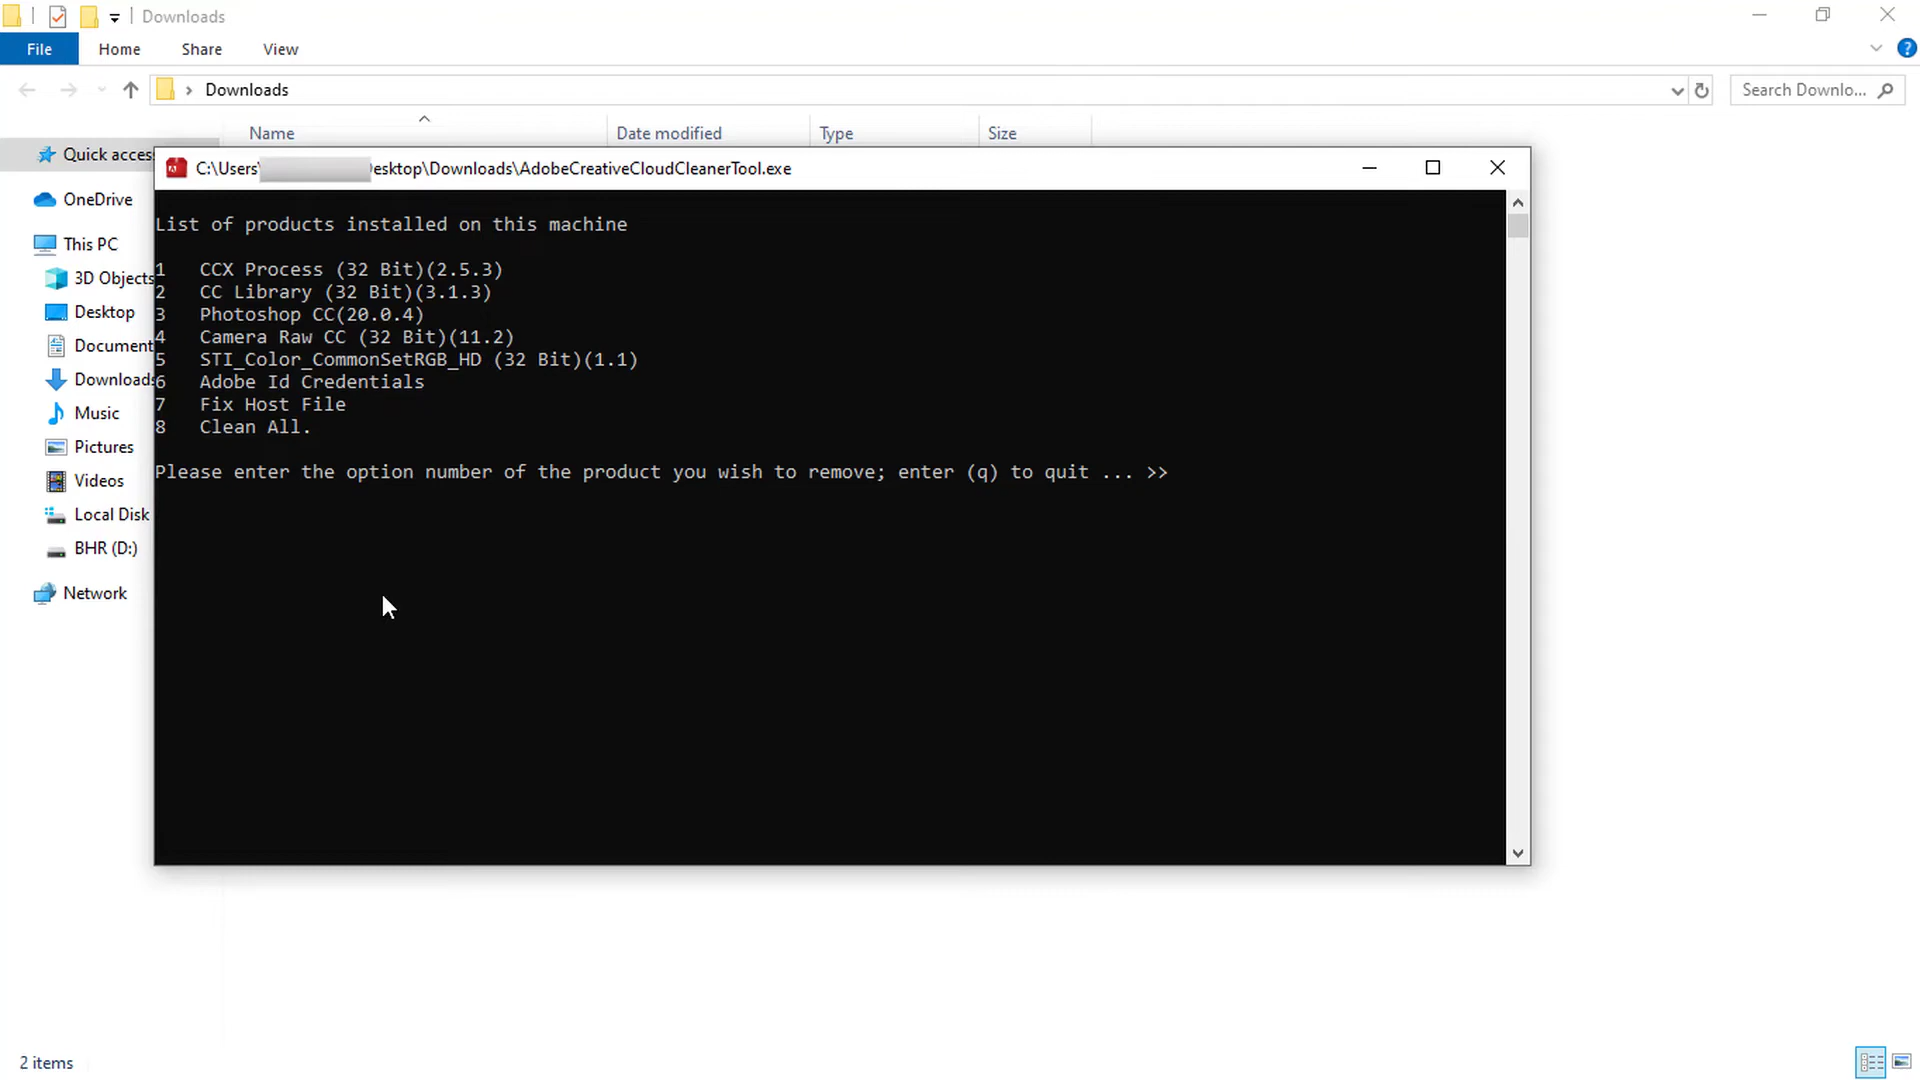 Downloads
File Home Share View
Downloads
Search Downlo...
Name Date modified Type Size
Quick acces
OneDrive
This PC
3D Objects
Desktop
Document
Downloads
Music
Pictures
Videos
Local Disk
BHR (D:)
Network
C:\Users\ esktop\Downloads\AdobeCreativeCloudCleanerTool.exe
List of products installed on this machine
1 CCX Process (32 Bit)(2.5.3)
2 CC Library (32 Bit)(3.1.3)
3 Photoshop CC(20.0.4)
4 Camera Raw CC (32 Bit)(11.2)
5 STI_Color_CommonSetRGB_HD (32 Bit)(1.1)
6 Adobe Id Credentials
7 Fix Host File
8 Clean All.
Please enter the option number of the product you wish to remove; enter (q) to quit ... >>
2 items